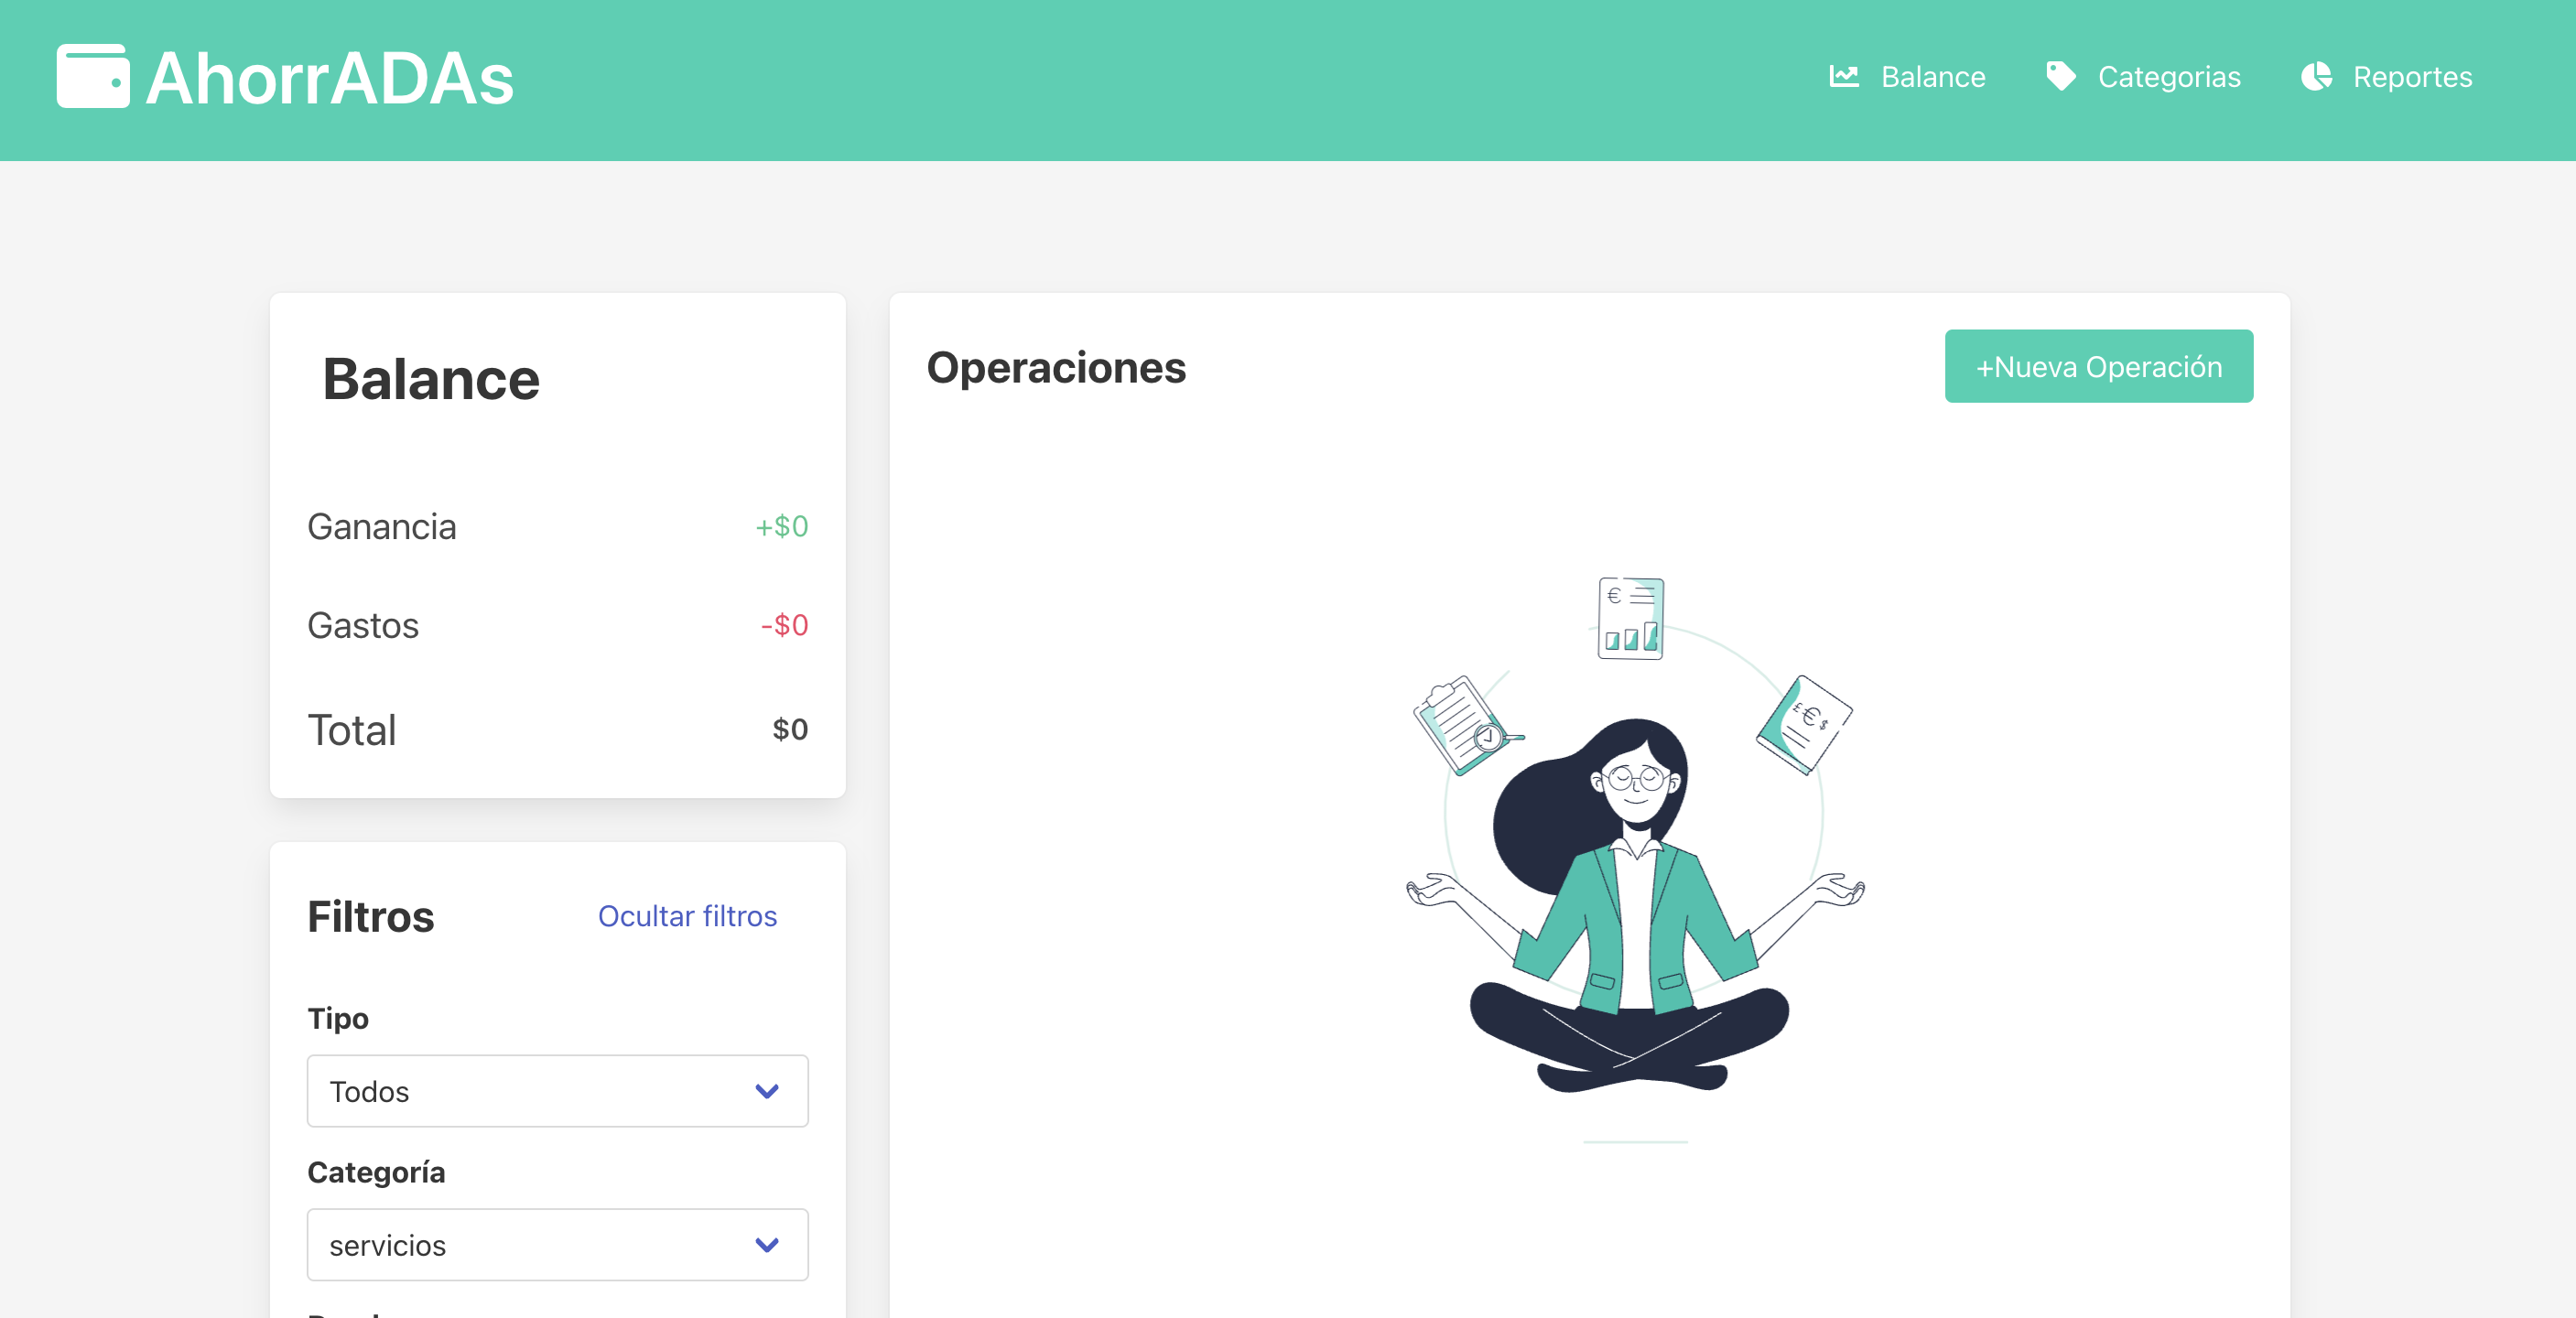 AhorrADAs
Balance
Categorias
Reportes
Balance
Ganancia +$0
Gastos -$0
Total $0
Filtros Ocultar filtros
Tipo
Todos
Categoría
servicios
Operaciones
+Nueva Operación
€
£ € $